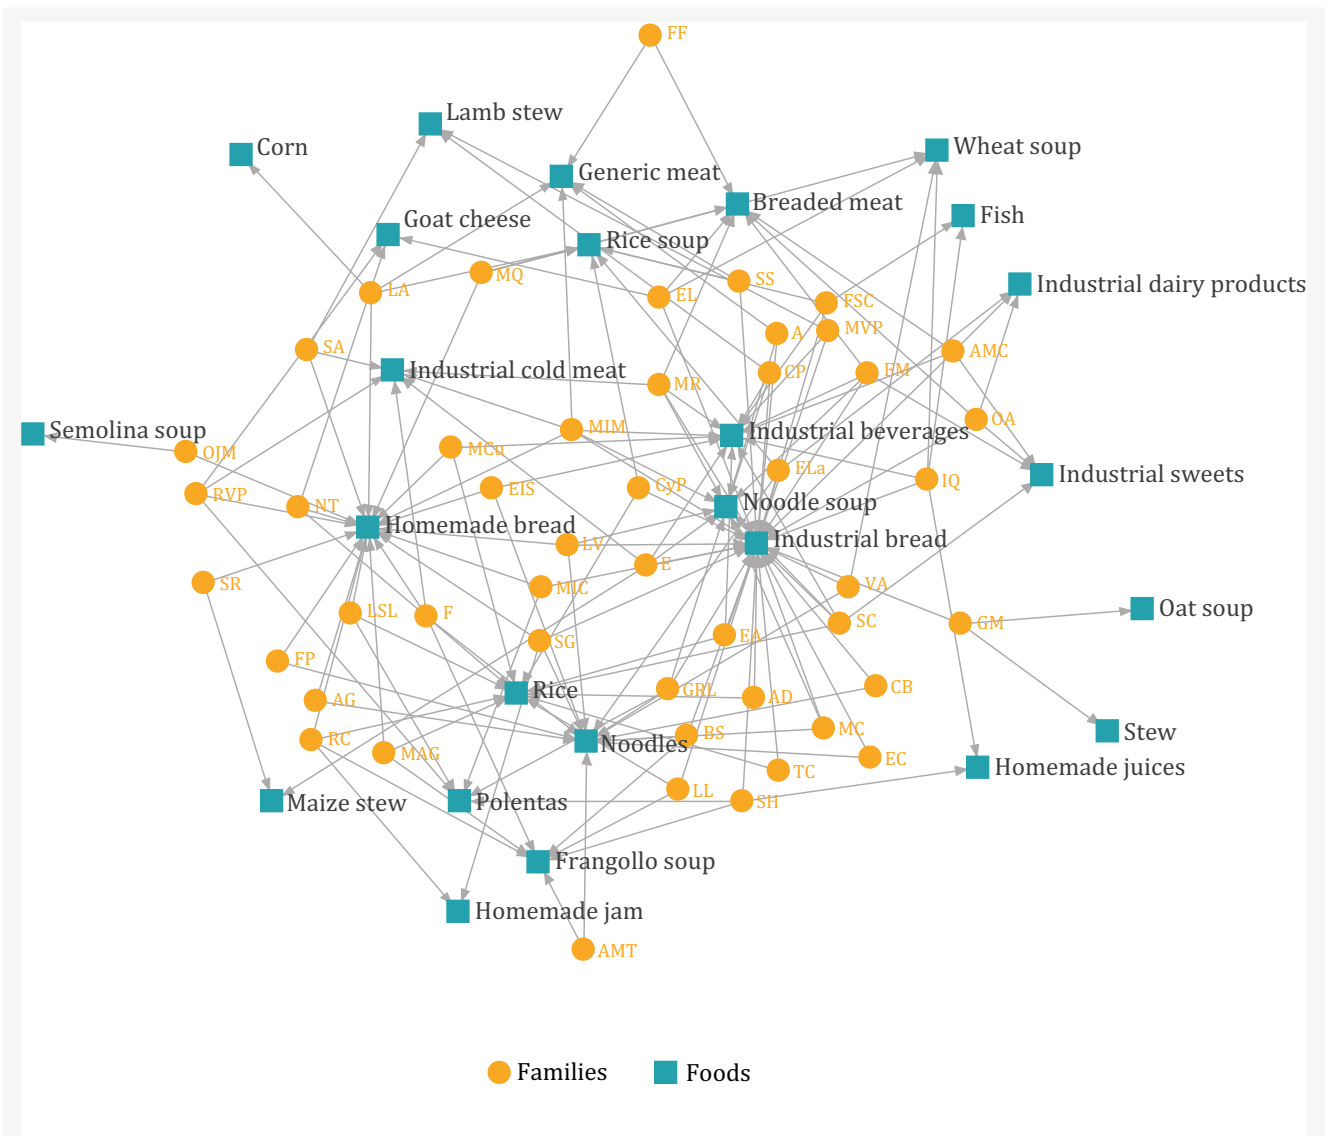 FF
Lamb stew
Corn
Wheat soup
Generic meat
Breaded meat
Fish
Goat cheese
Rice soup
MQ
SS
Industrial dairy products
LA
EL
FSC
A
MVP
SA
AMC
Industrial cold meat
CP
EM
MR
OA
Semolina soup
MIM
Industrial beverages
OJM
MCu
ELa
Industrial sweets
RVP
EIS
CyP
IQ
NT
Noodle soup
Homemade bread
Industrial bread
LV
E
SR
MIC
VA
Oat soup
LSL
F
SC
GM
SG
EA
FP
Rice
GRL
CB
AG
AD
Stew
RC
BS
MC
MAG
Noodles
EC
TC
Homemade juices
LL
Maize stew
Polentas
SH
Frangollo soup
Homemade jam
AMT
Families
Foods